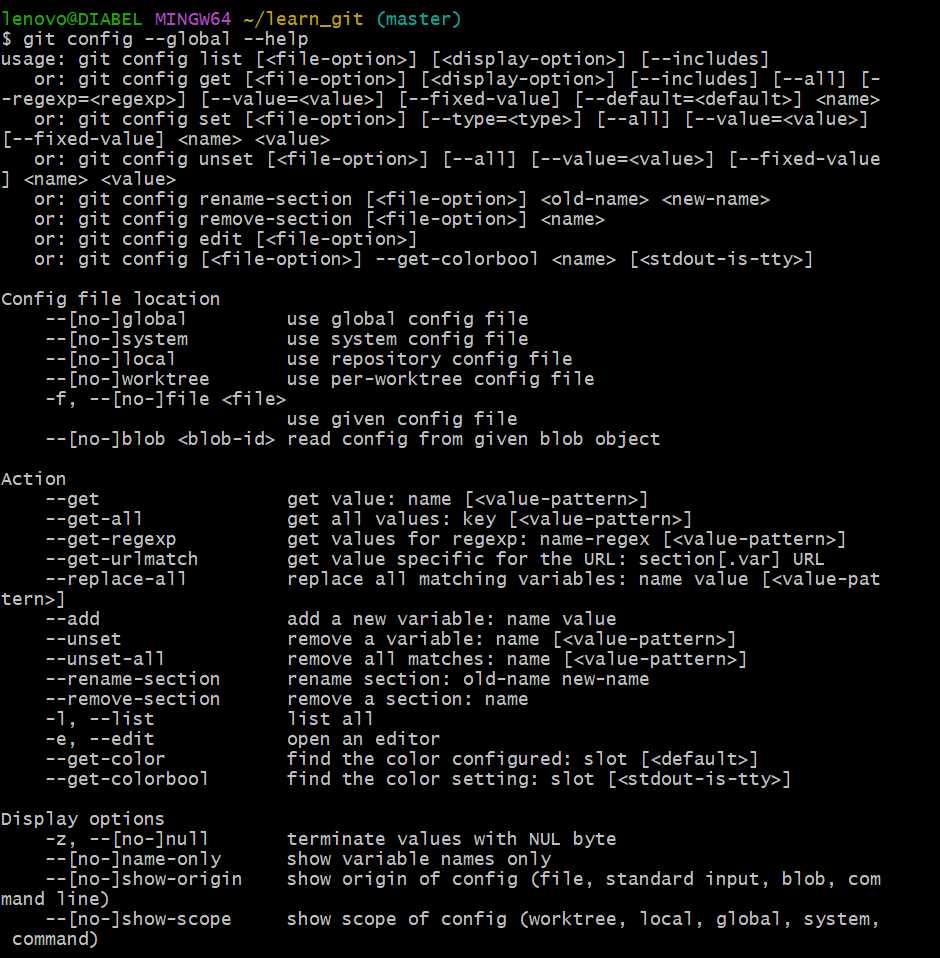 lenovo@DIABEL MINGW64 ~/learn_git (master)
$ git config --global --help
usage: git config list [<file-option>] [<display-option>] [--includes]
   or: git config get [<file-option>] [<display-option>] [--includes] [--all] [-
-regexp=<regexp>] [--value=<value>] [--fixed-value] [--default=<default>] <name>
   or: git config set [<file-option>] [--type=<type>] [--all] [--value=<value>]
[--fixed-value] <name> <value>
   or: git config unset [<file-option>] [--all] [--value=<value>] [--fixed-value
] <name> <value>
   or: git config rename-section [<file-option>] <old-name> <new-name>
   or: git config remove-section [<file-option>] <name>
   or: git config edit [<file-option>]
   or: git config [<file-option>] --get-colorbool <name> [<stdout-is-tty>]

Config file location
    --[no-]global         use global config file
    --[no-]system         use system config file
    --[no-]local          use repository config file
    --[no-]worktree       use per-worktree config file
    -f, --[no-]file <file>
                          use given config file
    --[no-]blob <blob-id> read config from given blob object

Action
    --get                 get value: name [<value-pattern>]
    --get-all             get all values: key [<value-pattern>]
    --get-regexp          get values for regexp: name-regex [<value-pattern>]
    --get-urlmatch        get value specific for the URL: section[.var] URL
    --replace-all         replace all matching variables: name value [<value-pat
tern>]
    --add                 add a new variable: name value
    --unset               remove a variable: name [<value-pattern>]
    --unset-all           remove all matches: name [<value-pattern>]
    --rename-section      rename section: old-name new-name
    --remove-section      remove a section: name
    -l, --list            list all
    -e, --edit            open an editor
    --get-color           find the color configured: slot [<default>]
    --get-colorbool       find the color setting: slot [<stdout-is-tty>]

Display options
    -z, --[no-]null       terminate values with NUL byte
    --[no-]name-only      show variable names only
    --[no-]show-origin    show origin of config (file, standard input, blob, com
mand line)
    --[no-]show-scope     show scope of config (worktree, local, global, system,
 command)